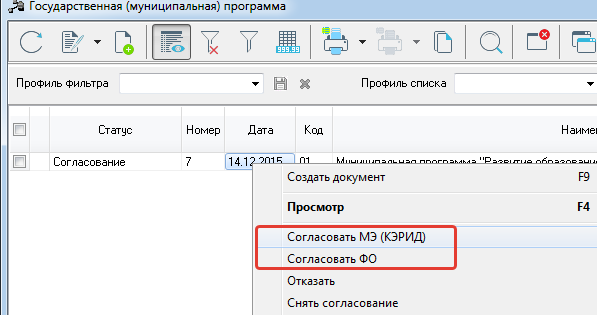 Государственная (муниципальная) программа
Профиль фильтра Профиль списка
Статус Номер Дата Код Наиме
Согласование 7 14.12.2015 01 Муниципальная программа "Развитие образован
Создать документ F9
Просмотр F4
Согласовать МЭ (КЭРИД)
Согласовать ФО
Отказать
Снять согласование